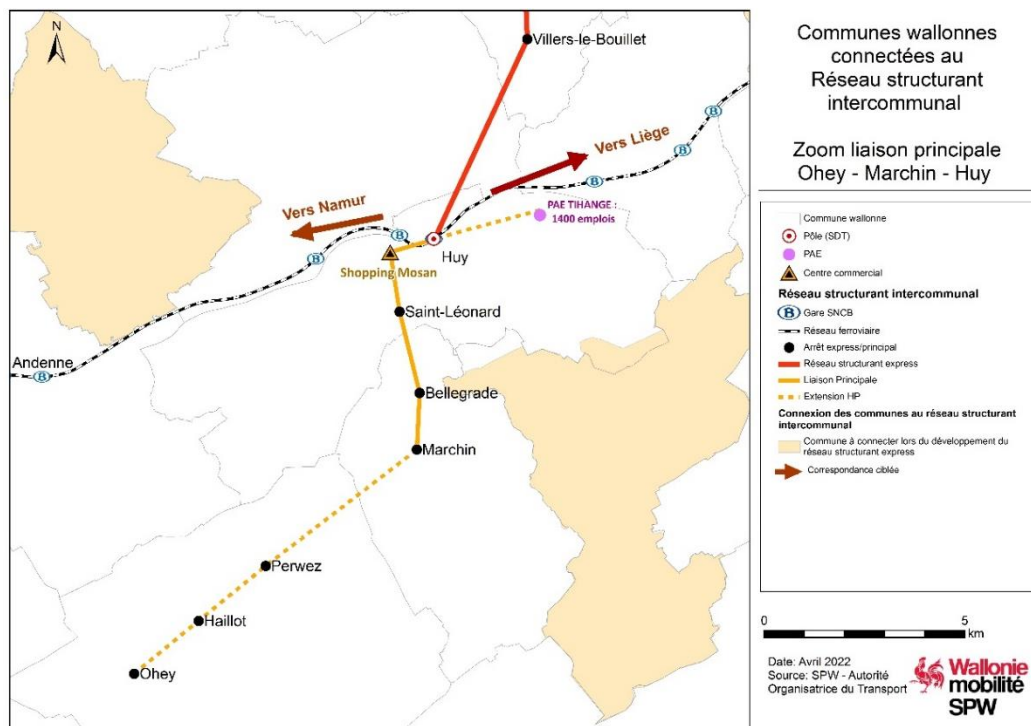 N
Villers-le-Bouillet
Vers Liège
Vers Namur
PAE TIHANGE :
1400 emplois
B
B
B
B
B
B
Huy
Shopping Mosan
Saint-Léonard
Andenne
Bellegrade
Marchin
Perwez
Haillot
Ohey
Communes wallonnes
connectées au
Réseau structurant
intercommunal
Zoom liaison principale
Ohey - Marchin - Huy
Commune wallonne
Pôle (SDT)
PAE
Centre commercial
Réseau structurant intercommunal
B Gare SNCB
Réseau ferroviaire
Arrêt express/principal
Réseau structurant express
Liaison Principale
Extension HP
Connexion des communes au réseau structurant
intercommunal
Commune à connecter lors du développement du
réseau structurant express
Correspondance ciblée
0 5
km
Date: Avril 2022
Source: SPW - Autorité
Organisatrice du Transport
Wallonie
mobilité
SPW